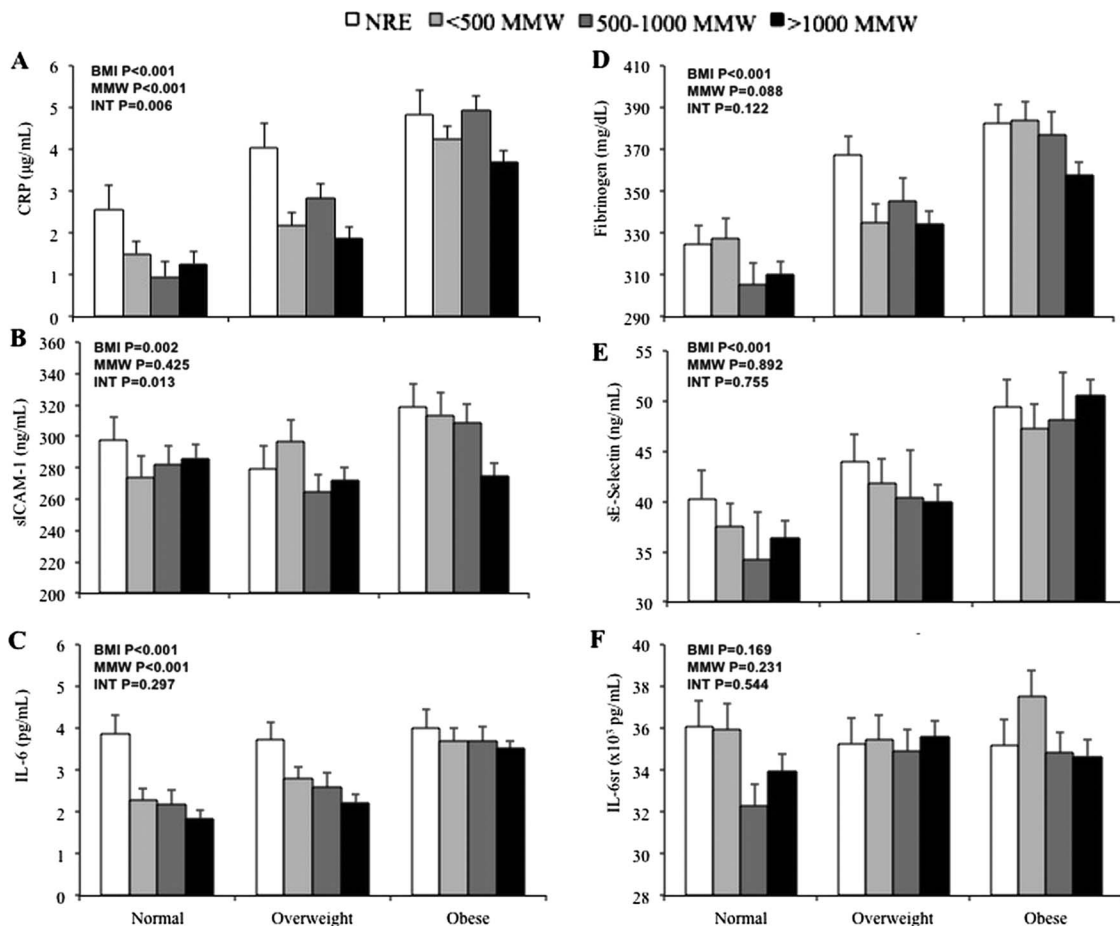 NRE <500 MMW 500-1000 MMW >1000 MMW
A
BMI P<0.001
MMW P<0.001
INT P=0.006
CRP (µg/mL)
6
5
4
3
2
1
0
B
BMI P=0.002
MMW P=0.425
INT P=0.013
sICAM-1 (ng/mL)
360
340
320
300
280
260
240
220
200
C
BMI P<0.001
MMW P<0.001
INT P=0.297
IL-6 (pg/mL)
6
5
4
3
2
1
0
Normal Overweight Obese
D
BMI P<0.001
MMW P=0.088
INT P=0.122
Fibrinogen (mg/dL)
410
390
370
350
330
310
290
E
BMI P<0.001
MMW P=0.892
INT P=0.755
sE-Selectin (ng/mL)
55
50
45
40
35
30
F
BMI P=0.169
MMW P=0.231
INT P=0.544
IL-6sr (x10³ pg/mL)
40
38
36
34
32
28
Normal Overweight Obese